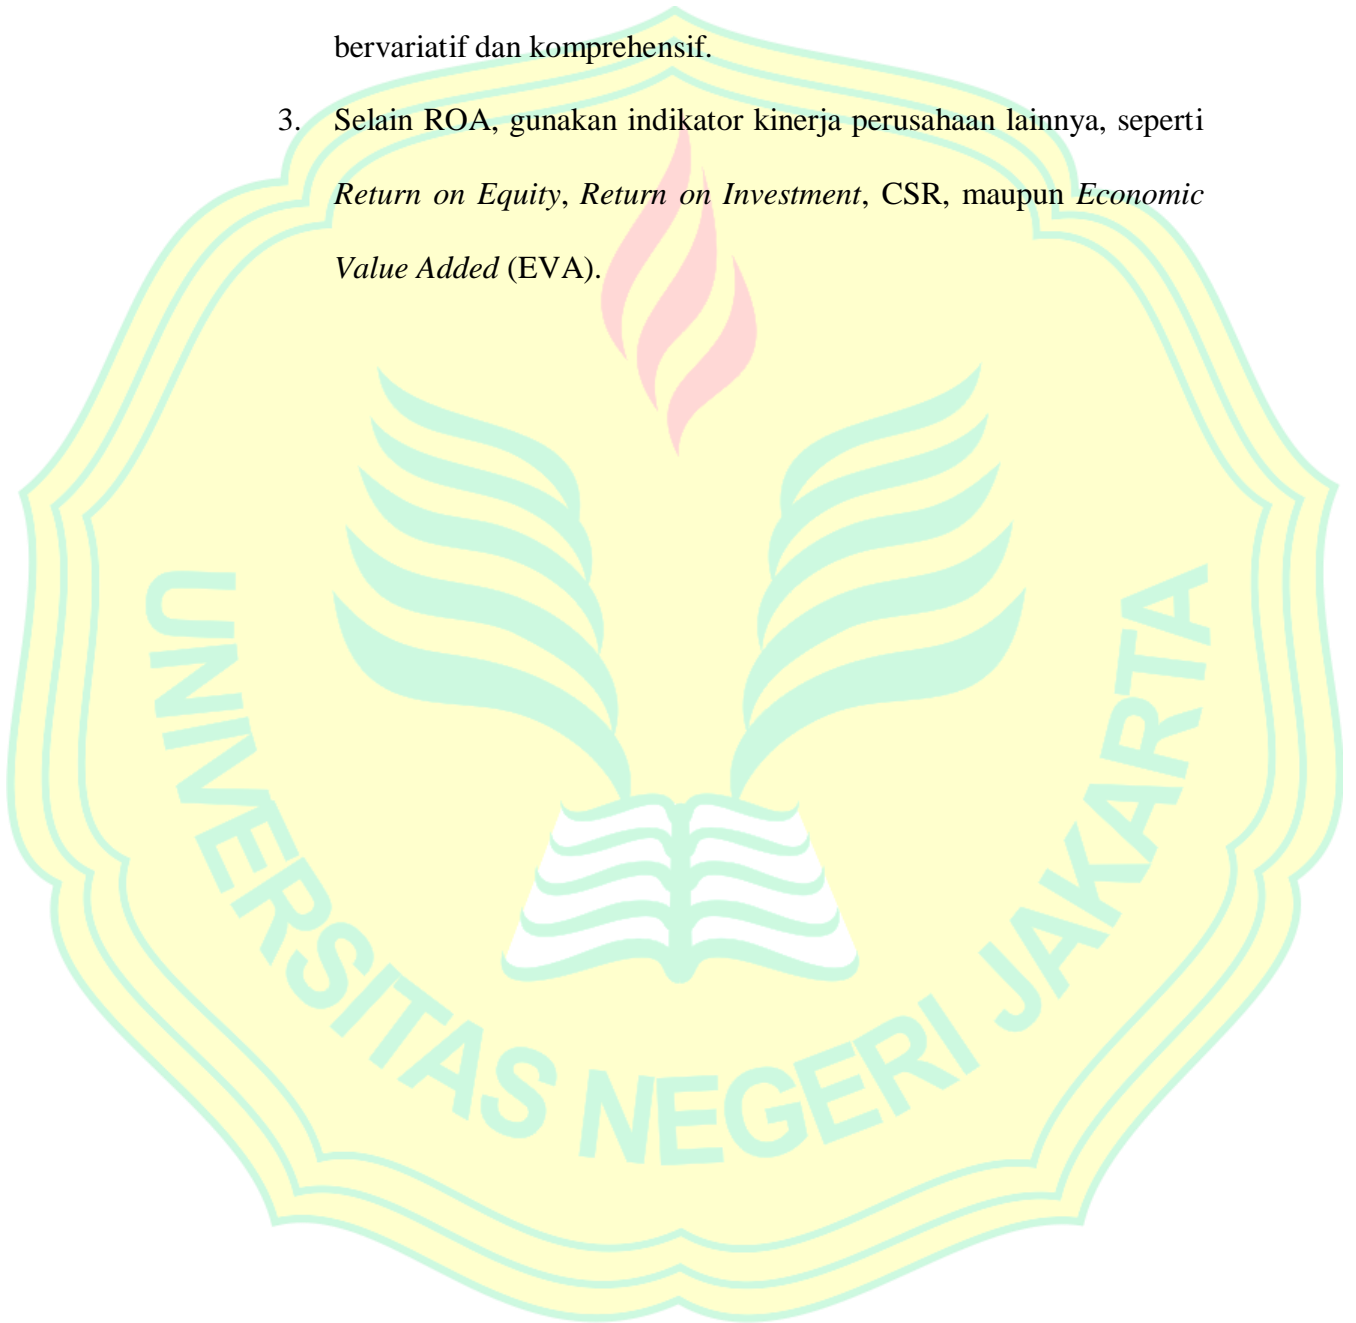 bervariatif dan komprehensif.
3. Selain ROA, gunakan indikator kinerja perusahaan lainnya, seperti
Return on Equity, Return on Investment, CSR, maupun Economic
Value Added (EVA).
UNIVERSITAS NEGERI JAKARTA